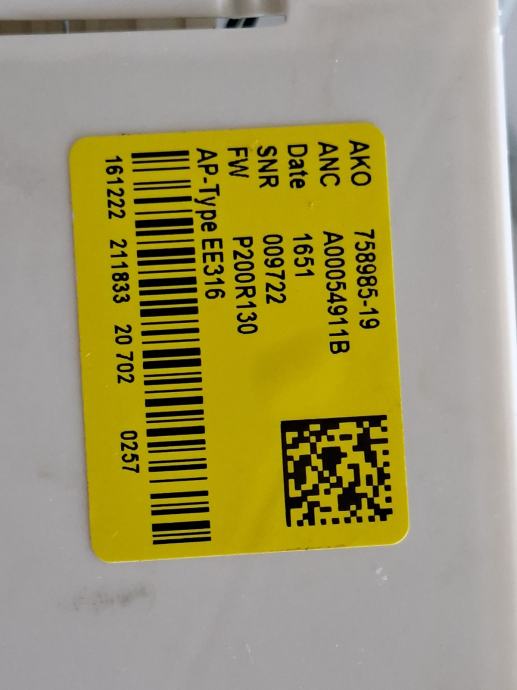 AKO 758985-19
ANC A00054911B
Date 1651
SNR 009722
FW P200R130
AP-Type EE316
161222 211833 20 702 0257